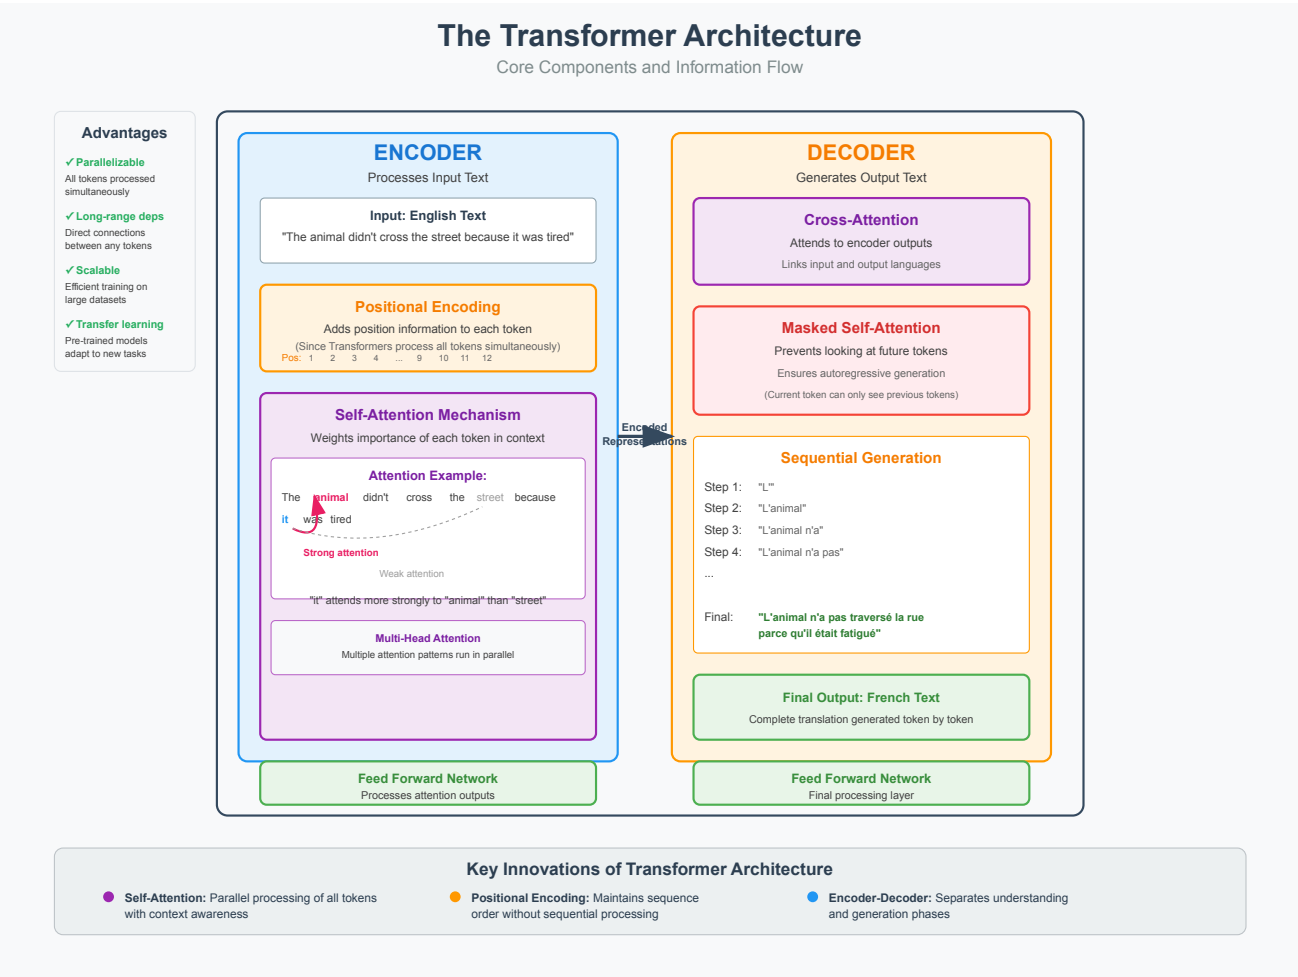 The Transformer Architecture
Core Components and Information Flow
Advantages
✓ Parallelizable
All tokens processed
simultaneously
✓ Long-range deps
Direct connections
between any tokens
✓ Scalable
Efficient training on
large datasets
✓ Transfer learning
Pre-trained models
adapt to new tasks
ENCODER
Processes Input Text
Input: English Text
"The animal didn't cross the street because it was tired"
Positional Encoding
Adds position information to each token
(Since Transformers process all tokens simultaneously)
Pos: 1 2 3 4 ... 9 10 11 12
Self-Attention Mechanism
Weights importance of each token in context
Attention Example:
The animal didn't cross the street because
it was tired
Strong attention
Weak attention
"it" attends more strongly to "animal" than "street"
Multi-Head Attention
Multiple attention patterns run in parallel
Feed Forward Network
Processes attention outputs
Encoded
Representations
DECODER
Generates Output Text
Cross-Attention
Attends to encoder outputs
Links input and output languages
Masked Self-Attention
Prevents looking at future tokens
Ensures autoregressive generation
(Current token can only see previous tokens)
Sequential Generation
Step 1: "L'"
Step 2: "L'animal"
Step 3: "L'animal n'a"
Step 4: "L'animal n'a pas"
...
Final: "L'animal n'a pas traversé la rue
parce qu'il était fatigué"
Final Output: French Text
Complete translation generated token by token
Feed Forward Network
Final processing layer
Key Innovations of Transformer Architecture
Self-Attention: Parallel processing of all tokens
with context awareness
Positional Encoding: Maintains sequence
order without sequential processing
Encoder-Decoder: Separates understanding
and generation phases